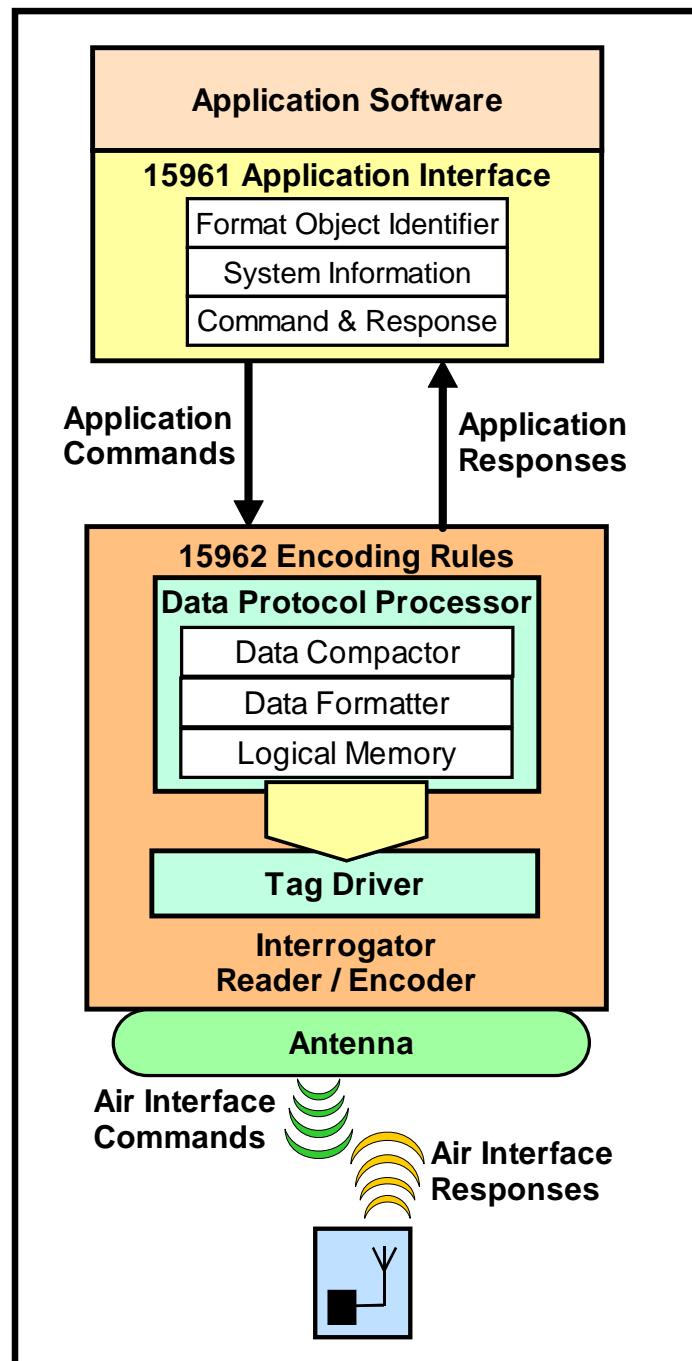 Application Software
15961 Application Interface
Format Object Identifier
System Information
Command & Response
Application
Commands
Application
Responses
15962 Encoding Rules
Data Protocol Processor
Data Compactor
Data Formatter
Logical Memory
Tag Driver
Interrogator
Reader / Encoder
Antenna
Air Interface
Commands
Air Interface
Responses